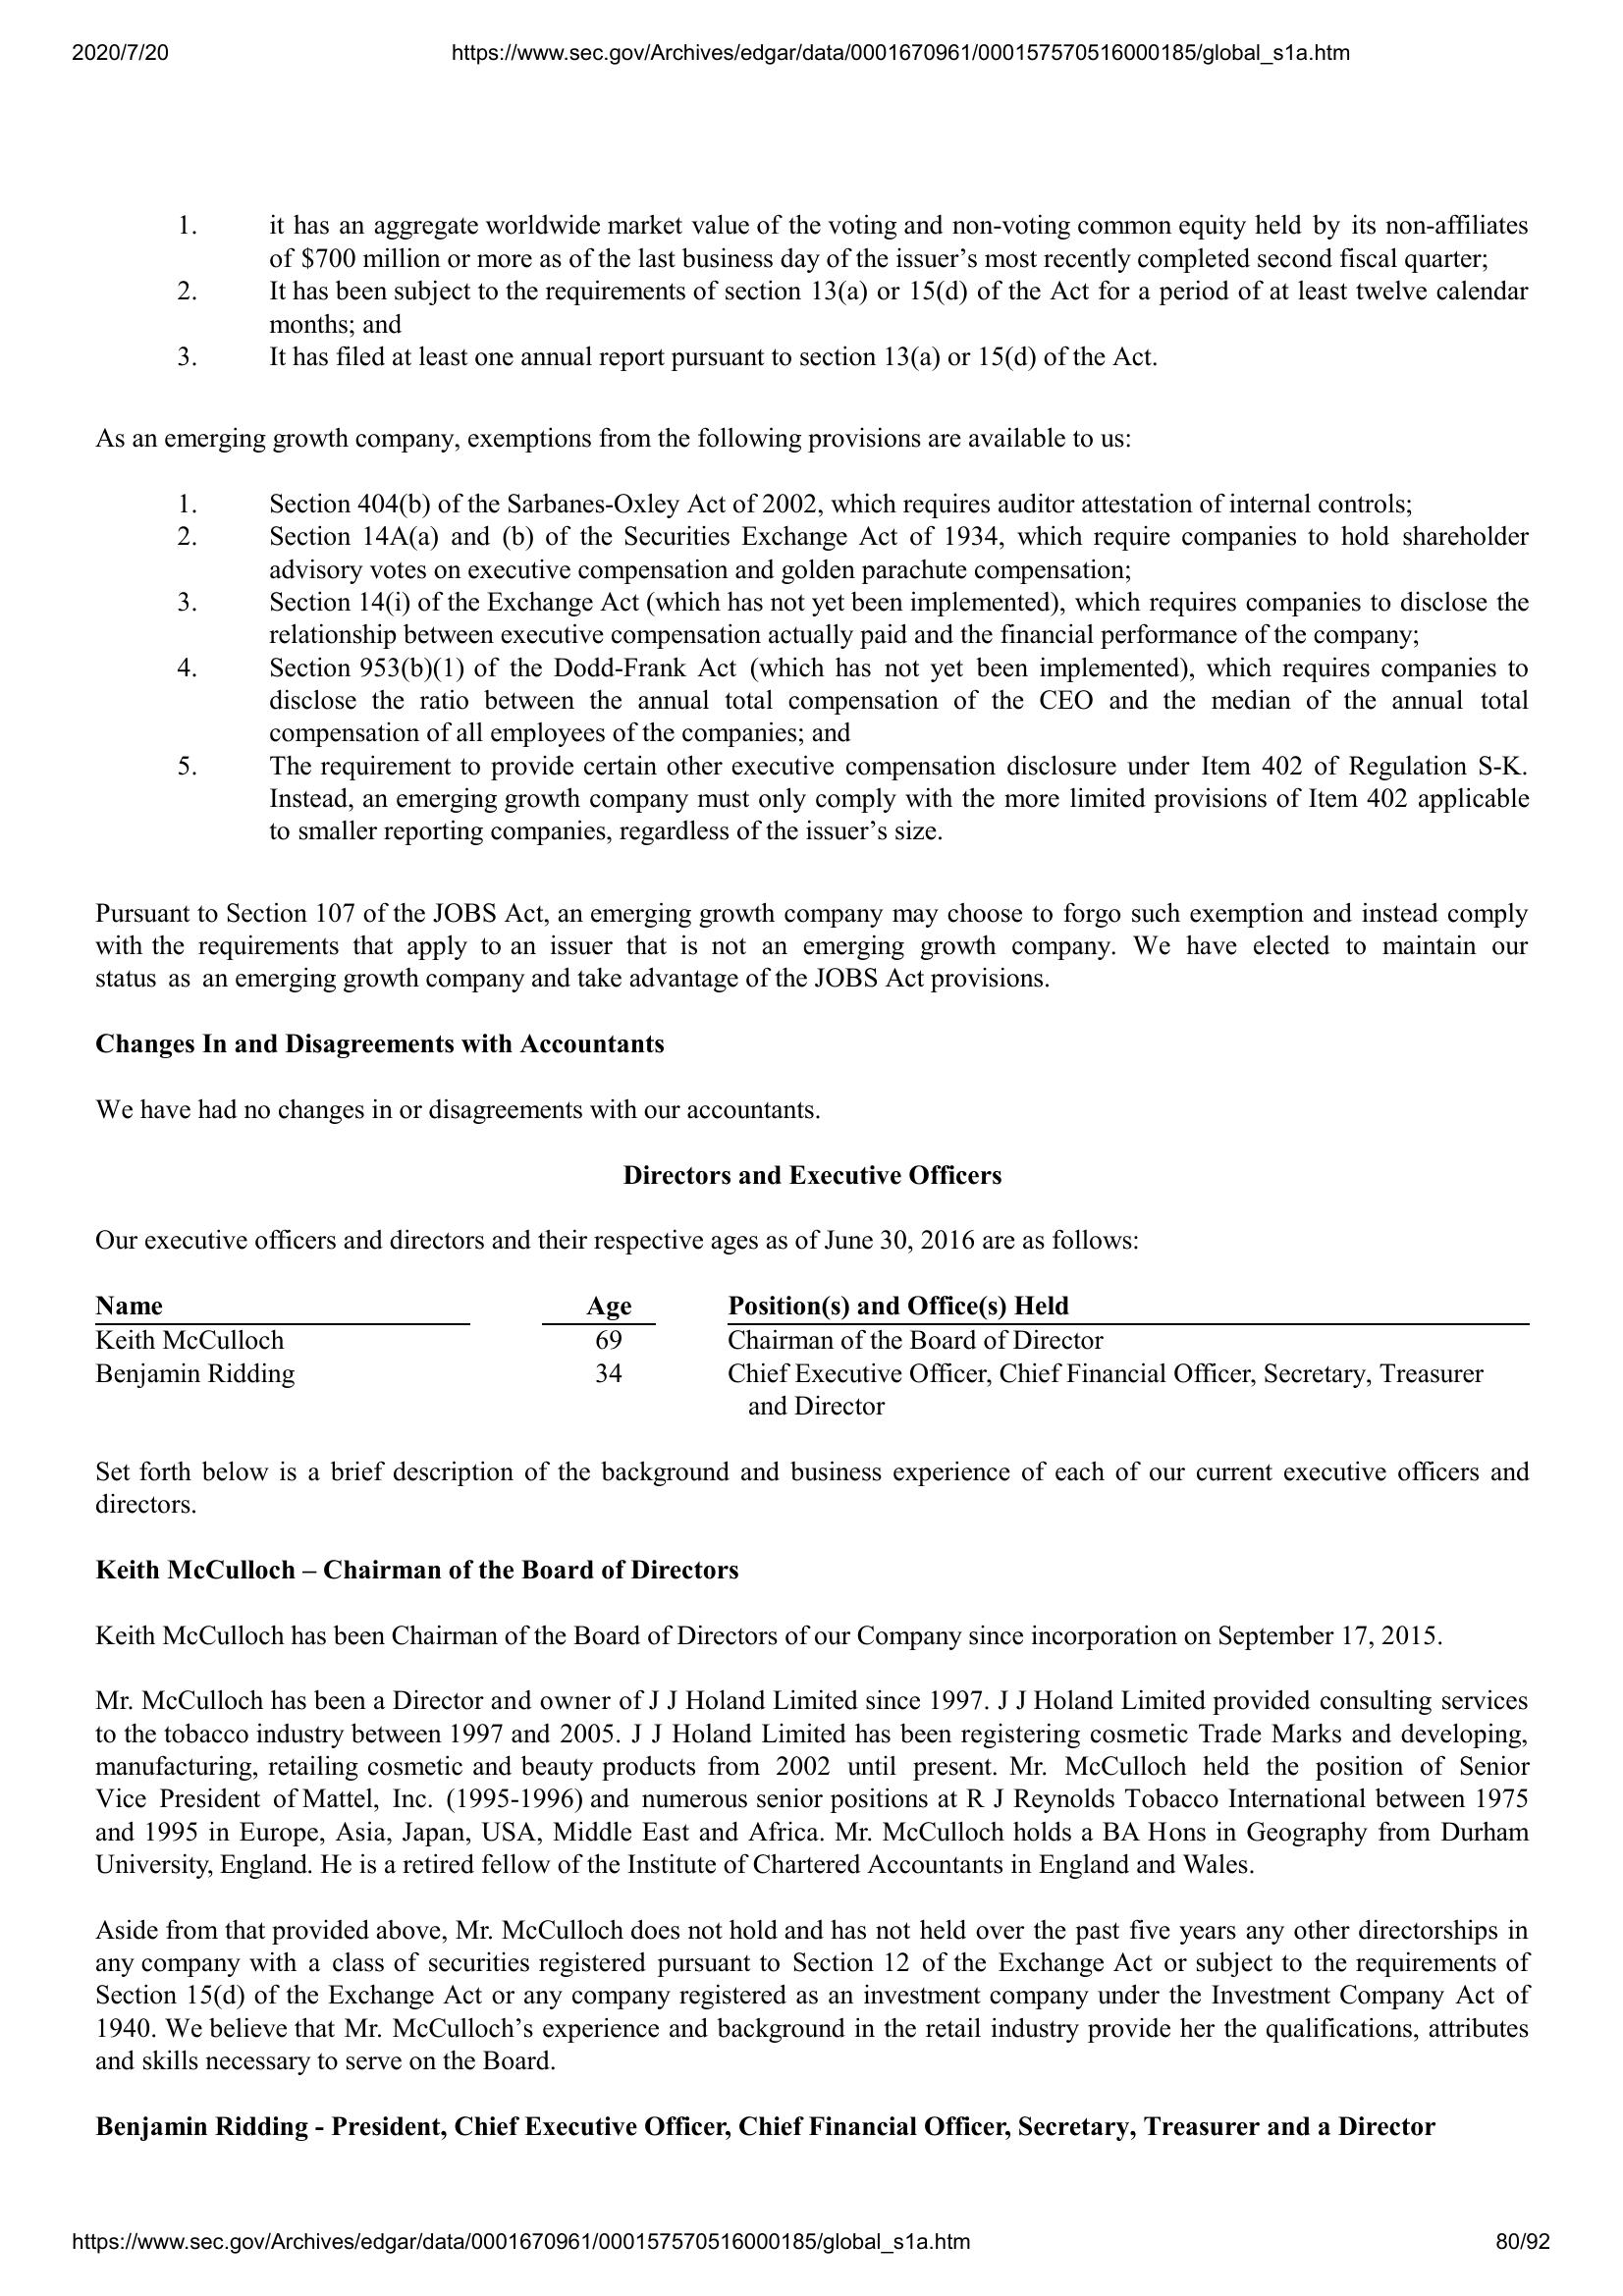 2020/7/20 https://www.sec.gov/Archives/edgar/data/0001670961/000157570516000185/global_s1a.htm
1. it has an aggregate worldwide market value of the voting and non-voting common equity held by its non-affiliates
of $700 million or more as of the last business day of the issuer’s most recently completed second fiscal quarter;
2. It has been subject to the requirements of section 13(a) or 15(d) of the Act for a period of at least twelve calendar
months; and
3. It has filed at least one annual report pursuant to section 13(a) or 15(d) of the Act.
As an emerging growth company, exemptions from the following provisions are available to us:
1. Section 404(b) of the Sarbanes-Oxley Act of 2002, which requires auditor attestation of internal controls;
2. Section 14A(a) and (b) of the Securities Exchange Act of 1934, which require companies to hold shareholder
advisory votes on executive compensation and golden parachute compensation;
3. Section 14(i) of the Exchange Act (which has not yet been implemented), which requires companies to disclose the
relationship between executive compensation actually paid and the financial performance of the company;
4. Section 953(b)(1) of the Dodd-Frank Act (which has not yet been implemented), which requires companies to
disclose the ratio between the annual total compensation of the CEO and the median of the annual total
compensation of all employees of the companies; and
5. The requirement to provide certain other executive compensation disclosure under Item 402 of Regulation S-K.
Instead, an emerging growth company must only comply with the more limited provisions of Item 402 applicable
to smaller reporting companies, regardless of the issuer’s size.
Pursuant to Section 107 of the JOBS Act, an emerging growth company may choose to forgo such exemption and instead comply
with the requirements that apply to an issuer that is not an emerging growth company. We have elected to maintain our
status as an emerging growth company and take advantage of the JOBS Act provisions.
Changes In and Disagreements with Accountants
We have had no changes in or disagreements with our accountants.
Directors and Executive Officers
Our executive officers and directors and their respective ages as of June 30, 2016 are as follows:
Name Age Position(s) and Office(s) Held
Keith McCulloch 69 Chairman of the Board of Director
Benjamin Ridding 34 Chief Executive Officer, Chief Financial Officer, Secretary, Treasurer
and Director
Set forth below is a brief description of the background and business experience of each of our current executive officers and
directors.
Keith McCulloch – Chairman of the Board of Directors
Keith McCulloch has been Chairman of the Board of Directors of our Company since incorporation on September 17, 2015.
Mr. McCulloch has been a Director and owner of J J Holand Limited since 1997. J J Holand Limited provided consulting services
to the tobacco industry between 1997 and 2005. J J Holand Limited has been registering cosmetic Trade Marks and developing,
manufacturing, retailing cosmetic and beauty products from 2002 until present. Mr. McCulloch held the position of Senior
Vice President of Mattel, Inc. (1995-1996) and numerous senior positions at R J Reynolds Tobacco International between 1975
and 1995 in Europe, Asia, Japan, USA, Middle East and Africa. Mr. McCulloch holds a BA Hons in Geography from Durham
University, England. He is a retired fellow of the Institute of Chartered Accountants in England and Wales.
Aside from that provided above, Mr. McCulloch does not hold and has not held over the past five years any other directorships in
any company with a class of securities registered pursuant to Section 12 of the Exchange Act or subject to the requirements of
Section 15(d) of the Exchange Act or any company registered as an investment company under the Investment Company Act of
1940. We believe that Mr. McCulloch’s experience and background in the retail industry provide her the qualifications, attributes
and skills necessary to serve on the Board.
Benjamin Ridding - President, Chief Executive Officer, Chief Financial Officer, Secretary, Treasurer and a Director
https://www.sec.gov/Archives/edgar/data/0001670961/000157570516000185/global_s1a.htm 80/92